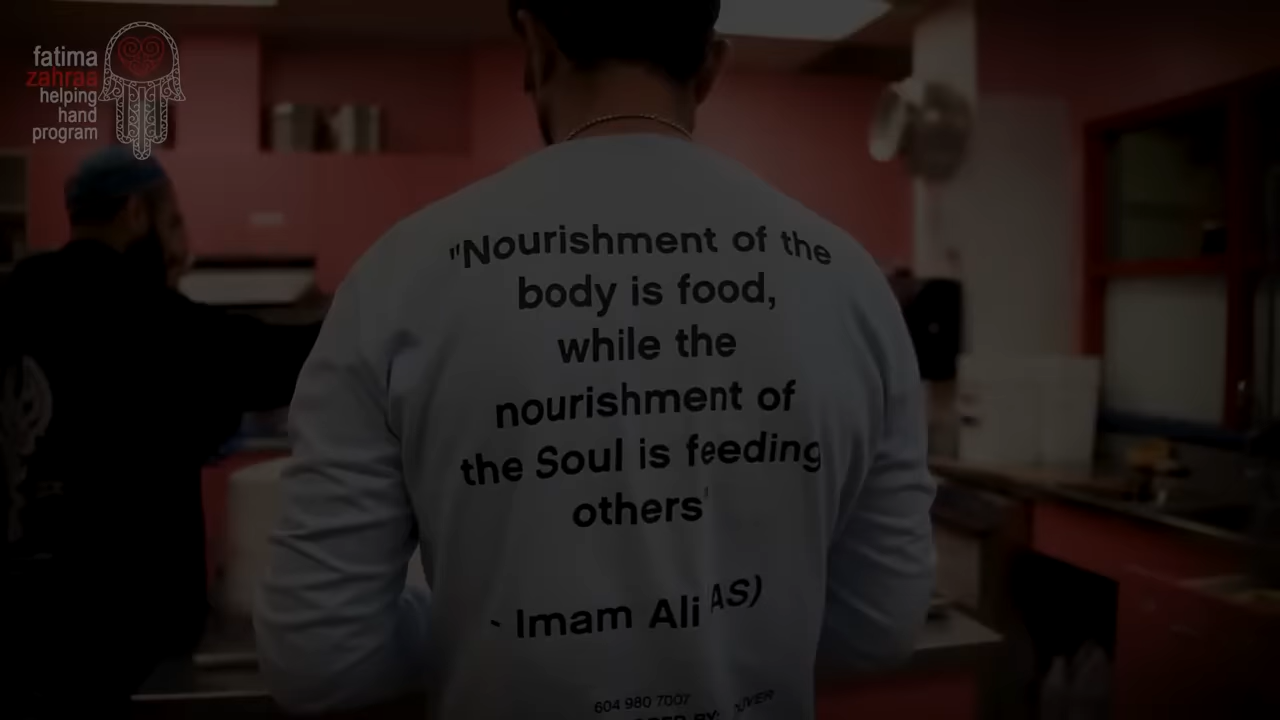 fatima
zahraa
helping
hand
program
"Nourishment of the
body is food,
while the
nourishment of
the Soul is feeding
others'
- Imam Ali AS)
604 980 7007
BY: